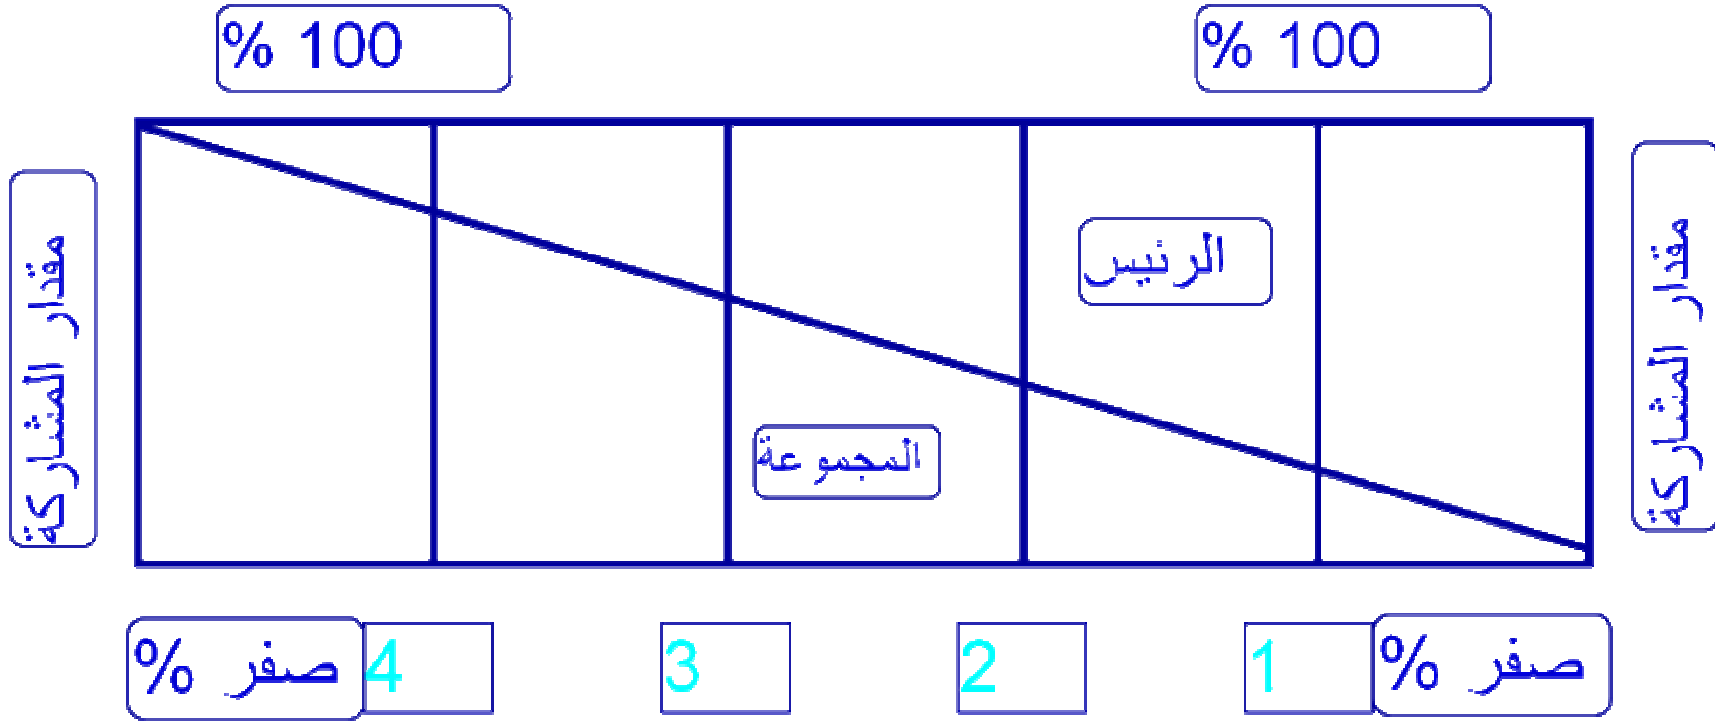 % 100
% 100
مقدار المشاركة
الرئيس
المجموعة
مقدار المشاركة
صفر %
1
2
3
4
صفر %